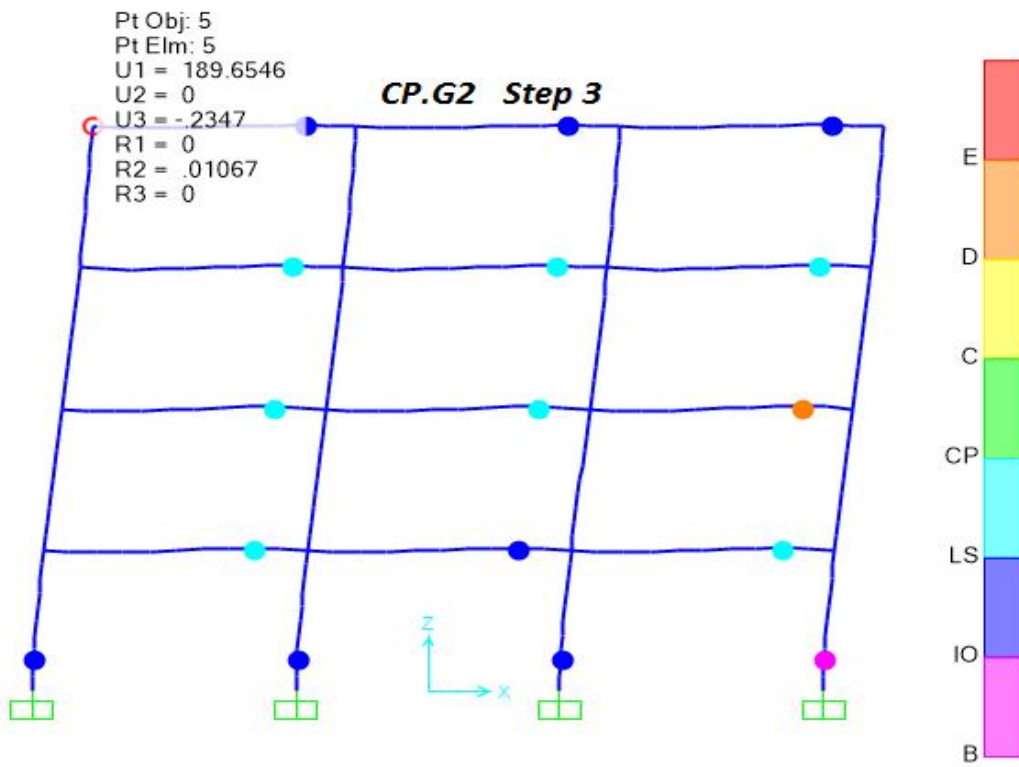 Pt Obj: 5
Pt Elm: 5
U1 = 189.6546
U2 = 0
U3 = -.2347
R1 = 0
R2 = .01067
R3 = 0
CP.G2 Step 3
E
D
C
CP
LS
IO
B
Z
X